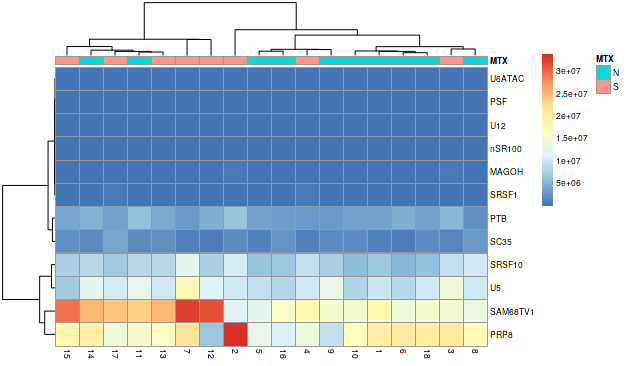 MTX
U6ATAC
PSF
U12
nSR100
MAGOH
SRSF1
PTB
SC35
SRSF10
U5
SAM68TV1
PRP8
15 14 17 11 13 7 12 2 5 16 4 9 10 1 6 18 3 8
3e+07
2.5e+07
2e+07
1.5e+07
1e+07
5e+06
MTX
N
S